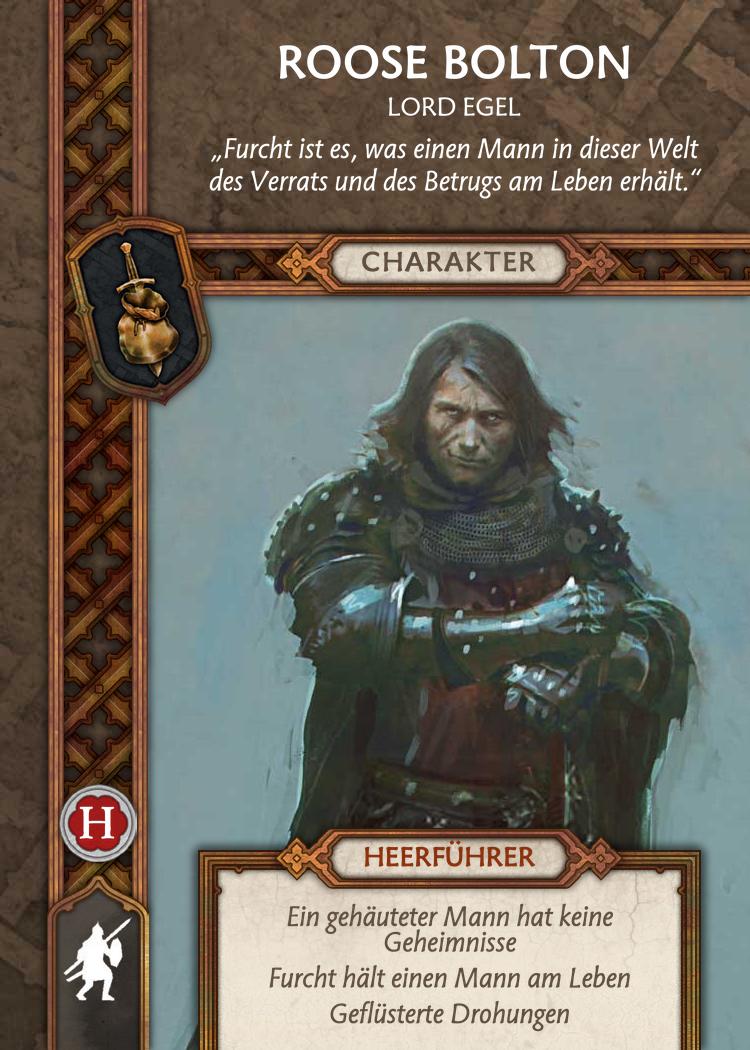 ROOSE BOLTON
LORD EGEL
„Furcht ist es, was einen Mann in dieser Welt
des Verrats und des Betrugs am Leben erhält.“
CHARAKTER
H
HEERFÜHRER
Ein gehäuteter Mann hat keine
Geheimnisse
Furcht hält einen Mann am Leben
Geflüsterte Drohungen